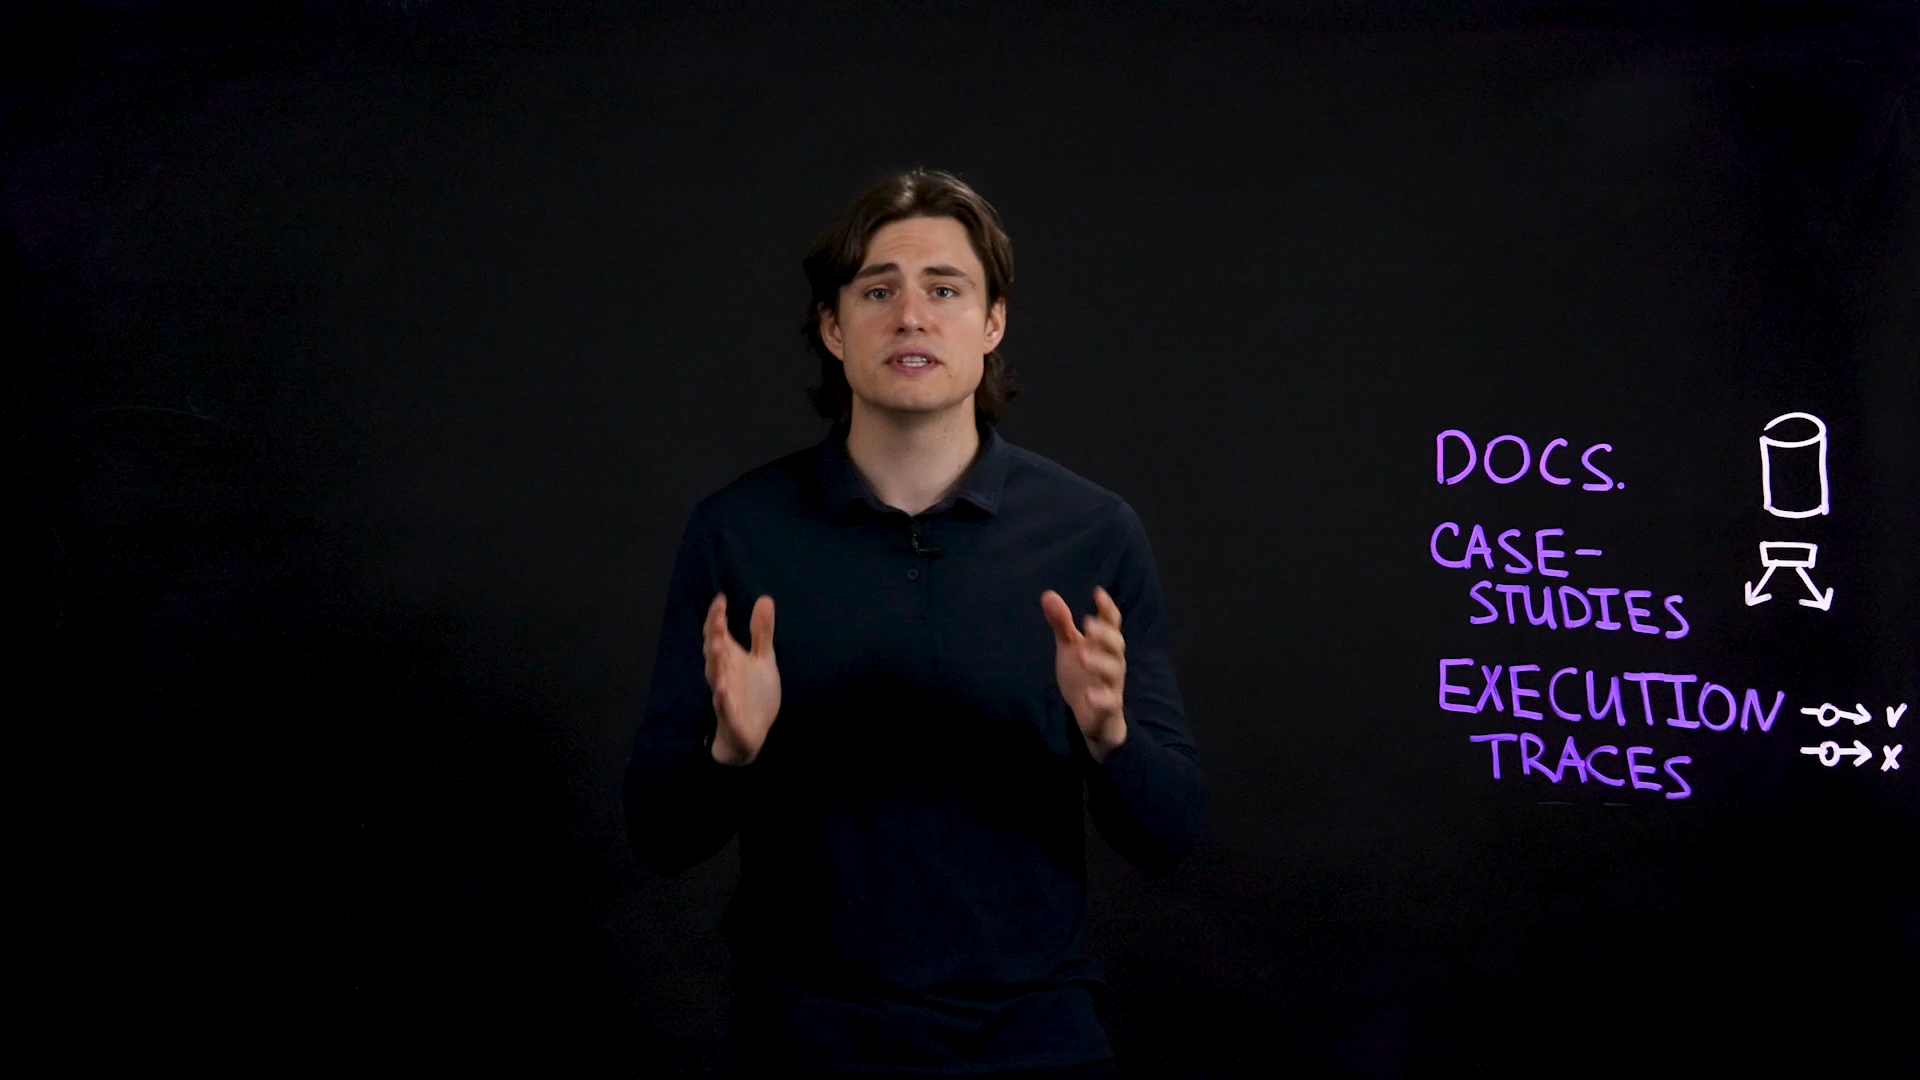 DOCS.
CASE-
STUDIES
EXECUTION
TRACES